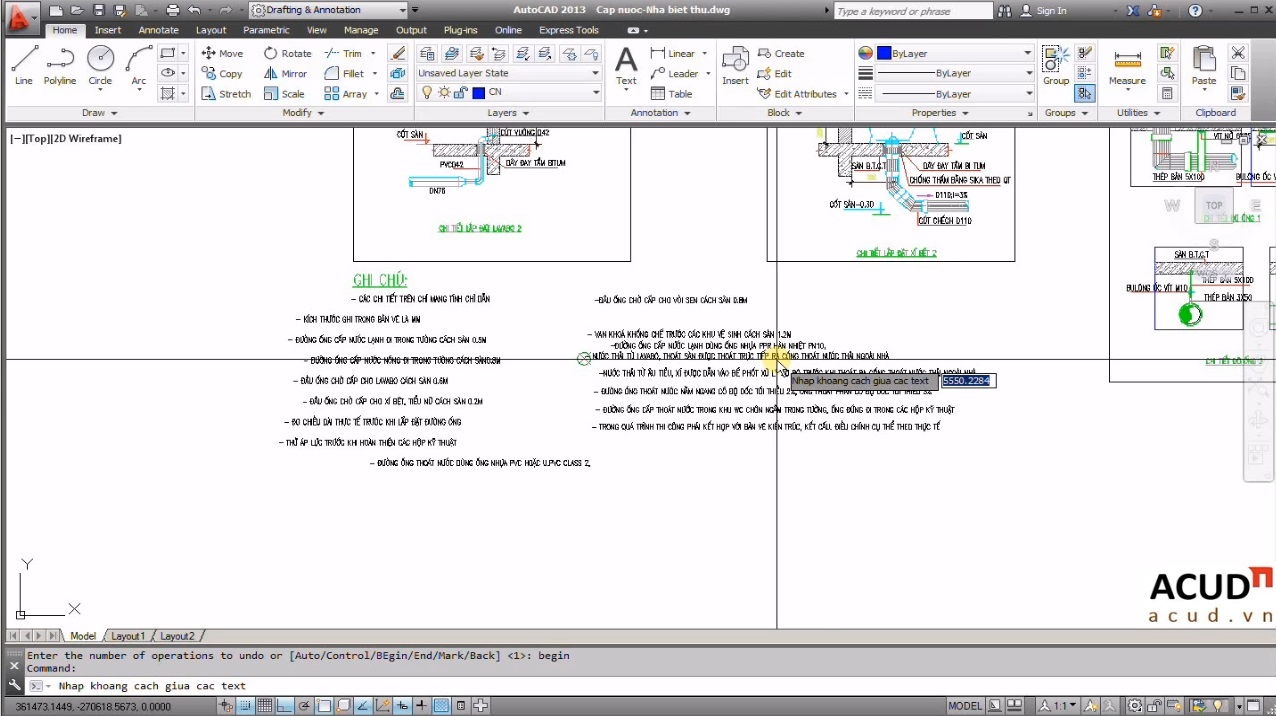 AutoCAD 2013 Cap nuoc-Nha biet thu.dwg
Drafting & Annotation
Type a keyword or phrase
Sign In
Home Insert Annotate Layout Parametric View Manage Output Plug-ins Online Express Tools
Line Polyline Circle Arc
Move Rotate Trim
Copy Mirror Fillet
Stretch Scale Array
Unsaved Layer State
CN
Text
Linear
Leader
Table
Insert
Create
Edit
Edit Attributes
ByLayer
ByLayer
ByLayer
Group
Measure
Paste
Draw Modify Layers Annotation Block Properties Groups Utilities Clipboard
[−][Top][2D Wireframe]
CỐT SÀN
CÚT VUÔNG D42
PVCD42
DÂY ĐAY TẨM BITUM
DN76
CHI TIẾT LẮP ĐẶT LAVABO 2
CỐT SÀN
SÀN B.T.C.T
DÂY ĐAY TẨM BI TUM
CHỐNG THẤM BẰNG SIKA THEO QT
D110;i=3%
CỐT SÀN-0.30
CÚT CHẾCH D110
CHI TIẾT LẮP ĐẶT XÍ BỆT 2
THÉP BẢN 5X100
W TOP E
S
SÀN B.T.C.T
THÉP BẢN 5X100
BULÔNG ỐC VÍT M10
THÉP BẢN 3X50
GHI CHÚ:
– CÁC CHI TIẾT TRÊN CHỈ MANG TÍNH CHỈ DẪN
– KÍCH THƯỚC GHI TRONG BẢN VẼ LÀ MM
– ĐƯỜNG ỐNG CẤP NƯỚC LẠNH ĐI TRONG TƯỜNG CÁCH SÀN 0.5M
– ĐƯỜNG ỐNG CẤP NƯỚC NÓNG ĐI TRONG TƯỜNG CÁCH SÀN
– ĐẦU ỐNG CHỜ CẤP CHO LAVABO CÁCH SÀN 0.6M
– ĐẦU ỐNG CHỜ CẤP CHO XÍ BỆT, TIỂU NỮ CÁCH SÀN 0.2M
– ĐO CHIỀU DÀI THỰC TẾ TRƯỚC KHI LẮP ĐẶT ĐƯỜNG ỐNG
– THỬ ÁP LỰC TRƯỚC KHI HOÀN THIỆN CÁC HỘP KỸ THUẬT
– ĐƯỜNG ỐNG THOÁT NƯỚC DÙNG ỐNG NHỰA PVC HOẶC U.PVC CLASS 2.
–ĐẦU ỐNG CHỜ CẤP CHO VÒI SEN CÁCH SÀN 0.8M
– VAN KHOÁ KHỐNG CHẾ TRƯỚC CÁC KHU VỆ SINH CÁCH SÀN 1.2M
–ĐƯỜNG ỐNG CẤP NƯỚC LẠNH DÙNG ỐNG NHỰA PPR HÀN NHIỆT PN10.
NƯỚC THẢI TỪ LAVABO, THOÁT SÀN ĐƯỢC THOÁT TRỰC TIẾP RA CỐNG THOÁT NƯỚC THẢI NGOÀI NHÀ
–NƯỚC THẢI TỪ ÂU TIỂU, XÍ ĐƯỢC DẪN VÀO BỂ PHỐT XỬ LÝ
– ĐƯỜNG ỐNG THOÁT NƯỚC NẰM NGANG CÓ ĐỘ DỐC TỐI THIỂU
– ĐƯỜNG ỐNG CẤP THOÁT NƯỚC TRONG KHU WC CHÔN NGẦM TRONG TƯỜNG, ỐNG ĐỨNG ĐI TRONG CÁC HỘP KỸ THUẬT
– TRONG QUÁ TRÌNH THI CÔNG PHẢI KẾT HỢP VỚI BẢN VẼ KIẾN TRÚC, KẾT CẤU. ĐIỀU CHỈNH CỤ THỂ THEO THỰC TẾ
Nhap khoang cach giua cac text 5550.2284
Y
X
ACUDn
acud.vn
Model Layout1 Layout2
Enter the number of operations to undo or [Auto/Control/BEgin/End/Mark/Back] <1>: begin
Command:
Nhap khoang cach giua cac text
361473.1449, -270618.5673, 0.0000
MODEL
1:1